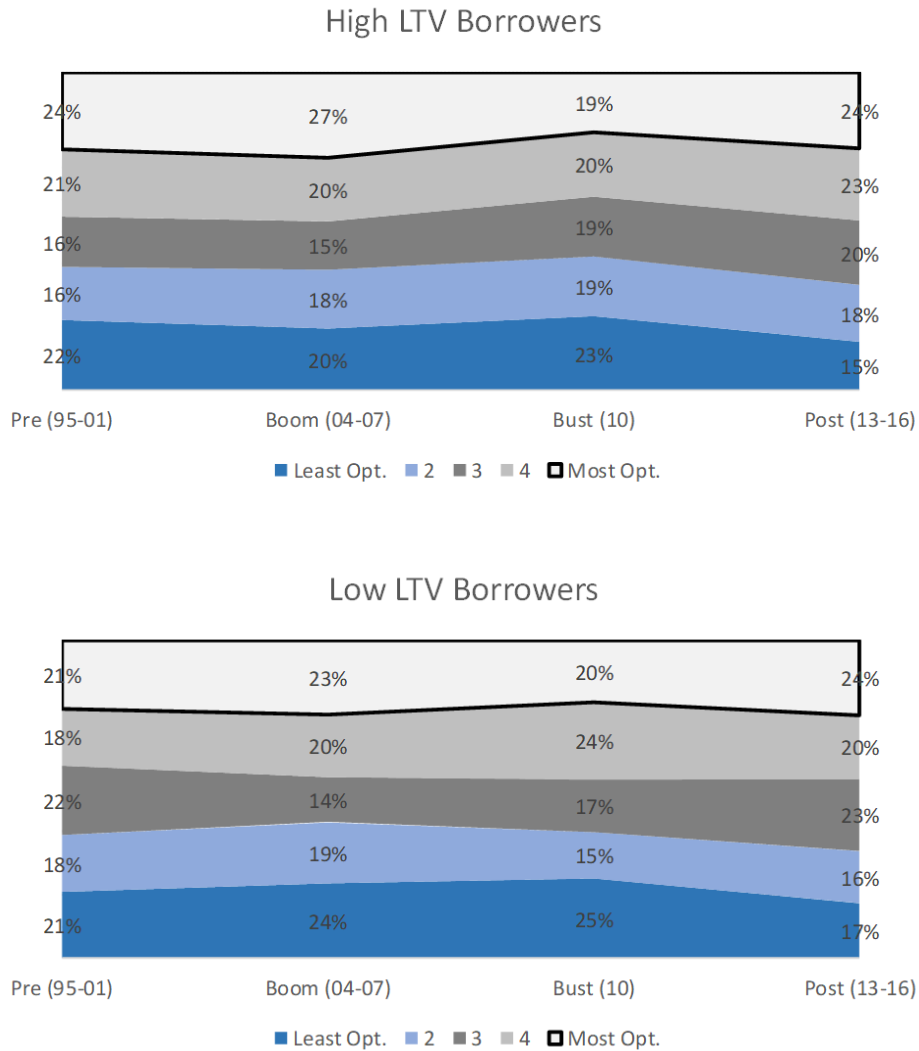 High LTV Borrowers
24% 27% 19% 24%
21% 20% 20% 23%
16% 15% 19% 20%
16% 18% 19% 18%
22% 20% 23% 15%
Pre (95-01) Boom (04-07) Bust (10) Post (13-16)
Least Opt. 2 3 4 Most Opt.
Low LTV Borrowers
21% 23% 20% 24%
18% 20% 24% 20%
22% 14% 17% 23%
18% 19% 15% 16%
21% 24% 25% 17%
Pre (95-01) Boom (04-07) Bust (10) Post (13-16)
Least Opt. 2 3 4 Most Opt.